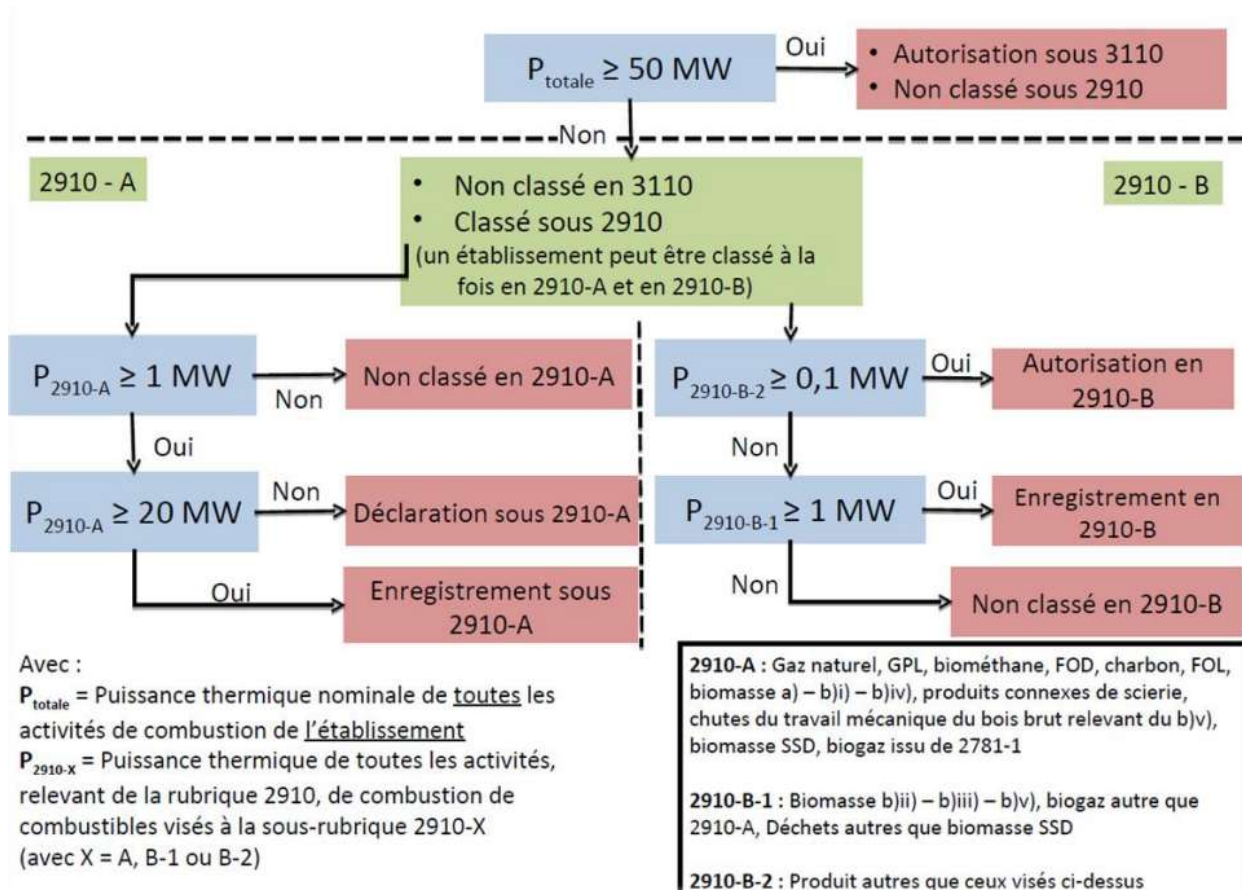 P totale ≥ 50 MW
Oui
• Autorisation sous 3110
• Non classé sous 2910
Non
2910 - A
• Non classé en 3110
• Classé sous 2910
(un établissement peut être classé à la
fois en 2910-A et en 2910-B)
2910 - B
P2910-A ≥ 1 MW
Non
Non classé en 2910-A
Oui
P2910-A ≥ 20 MW
Non
Déclaration sous 2910-A
Oui
Enregistrement sous
2910-A
P2910-B-2 ≥ 0,1 MW
Oui
Autorisation en
2910-B
Non
P2910-B-1 ≥ 1 MW
Oui
Enregistrement en
2910-B
Non
Non classé en 2910-B
Avec :
Ptotale = Puissance thermique nominale de toutes les
activités de combustion de l'établissement
P2910-X = Puissance thermique de toutes les activités,
relevant de la rubrique 2910, de combustion de
combustibles visés à la sous-rubrique 2910-X
(avec X = A, B-1 ou B-2)
2910-A : Gaz naturel, GPL, biométhane, FOD, charbon, FOL,
biomasse a) – b)i) – b)iv), produits connexes de scierie,
chutes du travail mécanique du bois brut relevant du b)v),
biomasse SSD, biogaz issu de 2781-1
2910-B-1 : Biomasse b)ii) – b)iii) – b)v), biogaz autre que
2910-A, Déchets autres que biomasse SSD
2910-B-2 : Produit autres que ceux visés ci-dessus